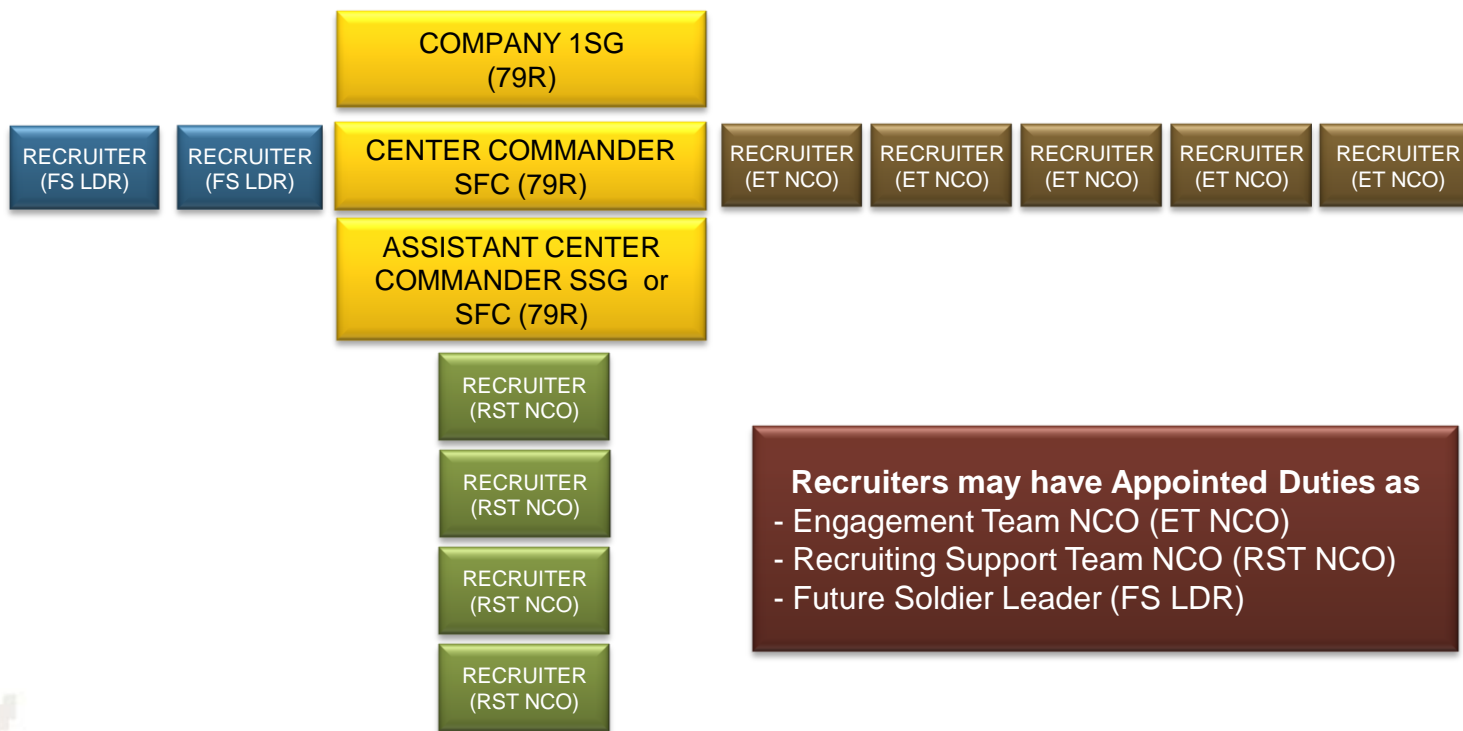 COMPANY 1SG
(79R)
RECRUITER
(FS LDR)
RECRUITER
(FS LDR)
CENTER COMMANDER
SFC (79R)
RECRUITER
(ET NCO)
RECRUITER
(ET NCO)
RECRUITER
(ET NCO)
RECRUITER
(ET NCO)
RECRUITER
(ET NCO)
ASSISTANT CENTER
COMMANDER SSG or
SFC (79R)
RECRUITER
(RST NCO)
RECRUITER
(RST NCO)
RECRUITER
(RST NCO)
RECRUITER
(RST NCO)
Recruiters may have Appointed Duties as
- Engagement Team NCO (ET NCO)
- Recruiting Support Team NCO (RST NCO)
- Future Soldier Leader (FS LDR)